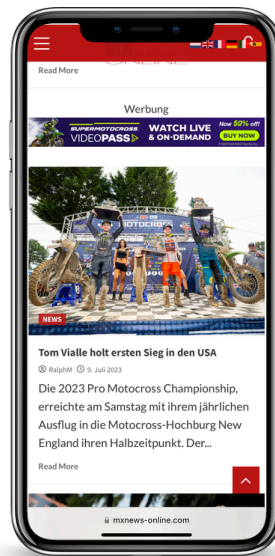 ONLINE
Read More
Werbung
SUPERMOTOCROSS
VIDEOPASS
WATCH LIVE
& ON-DEMAND
Now 50% off!
BUY NOW
NEWS
Tom Vialle holt ersten Sieg in den USA
RalphM 9. Juli 2023
Die 2023 Pro Motocross Championship,
erreichte am Samstag mit ihrem jährlichen
Ausflug in die Motocross-Hochburg New
England ihren Halbzeitpunkt. Der...
Read More
mxnews-online.com